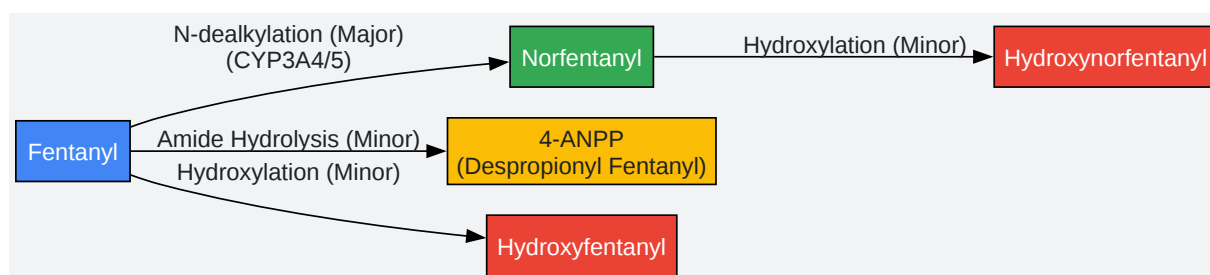 N-dealkylation (Major)
(CYP3A4/5)
Norfentanyl
Hydroxylation (Minor)
Hydroxynorfentanyl
Fentanyl
Amide Hydrolysis (Minor)
4-ANPP
(Despropionyl Fentanyl)
Hydroxylation (Minor)
Hydroxyfentanyl